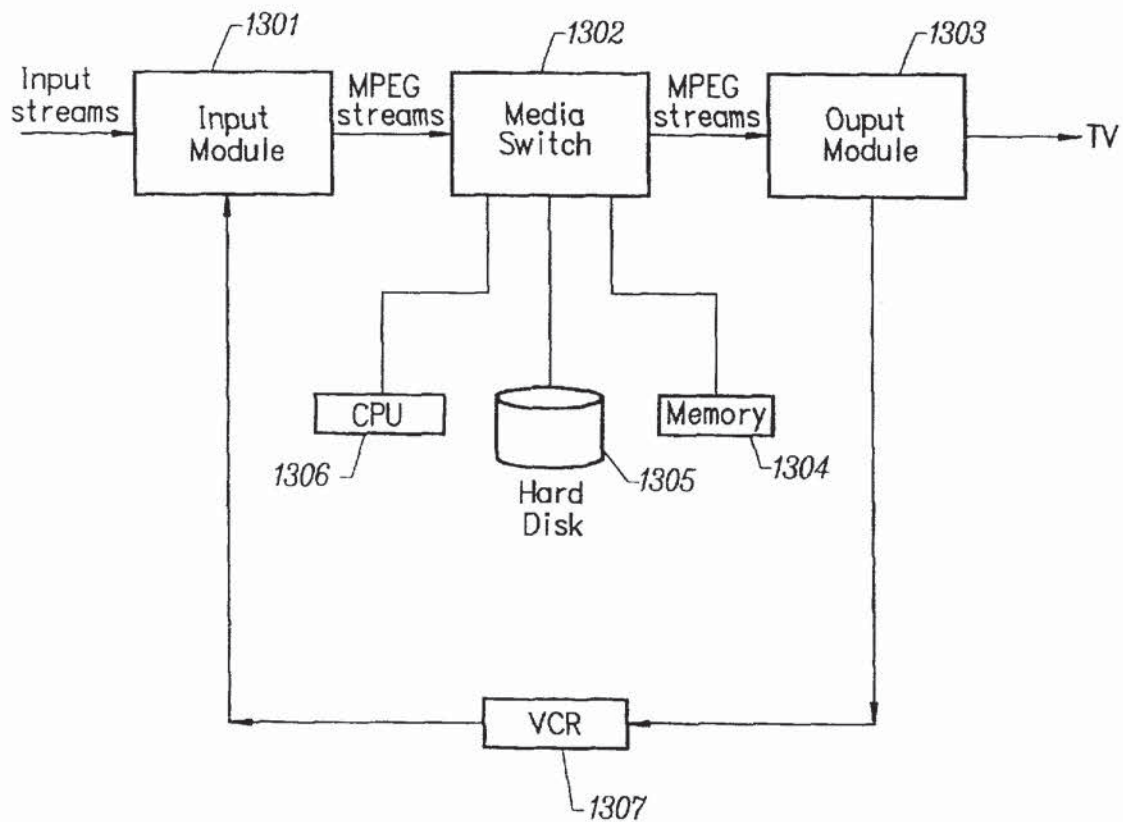 1301
1302
1303
Input
streams
Input
Module
MPEG
streams
Media
Switch
MPEG
streams
Ouput
Module
TV
CPU
1306
Hard
Disk
1305
Memory
1304
VCR
1307